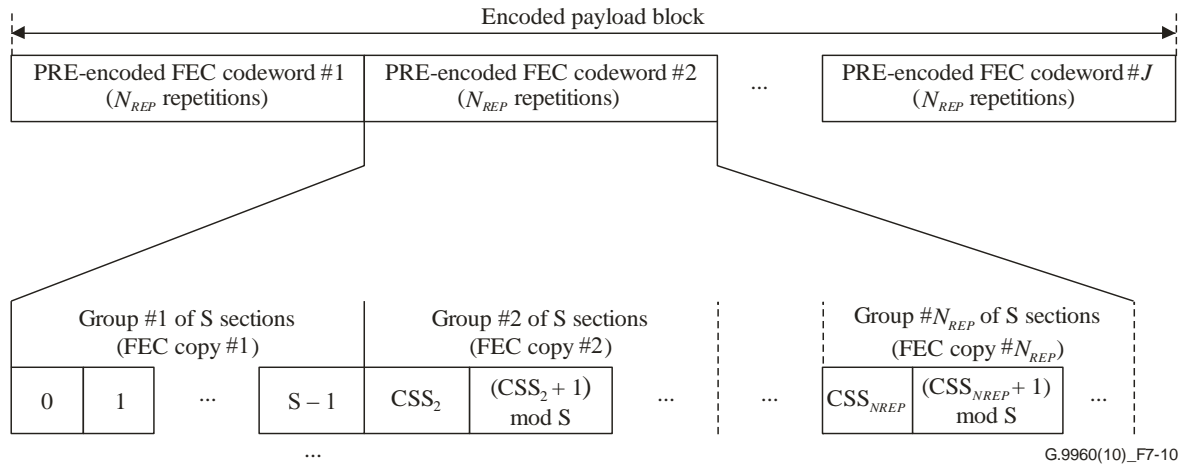 Encoded payload block
PRE-encoded FEC codeword #1
(N_REP repetitions)
PRE-encoded FEC codeword #2
(N_REP repetitions)
...
PRE-encoded FEC codeword #J
(N_REP repetitions)
Group #1 of S sections
(FEC copy #1)
Group #2 of S sections
(FEC copy #2)
Group #N_REP of S sections
(FEC copy #N_REP)
0
1
...
S – 1
CSS₂
(CSS₂ + 1)
mod S
...
...
CSS_NREP
(CSS_NREP + 1)
mod S
...
...
G.9960(10)_F7-10